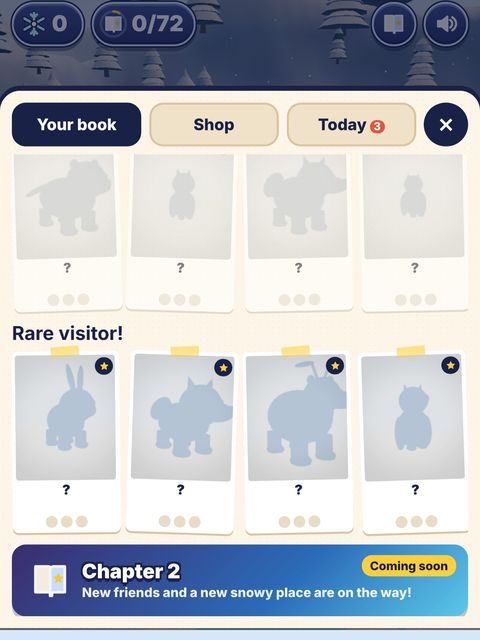 0
0/72
Your book
Shop
Today 3
?
?
?
?
Rare visitor!
?
?
?
?
Chapter 2
Coming soon
New friends and a new snowy place are on the way!